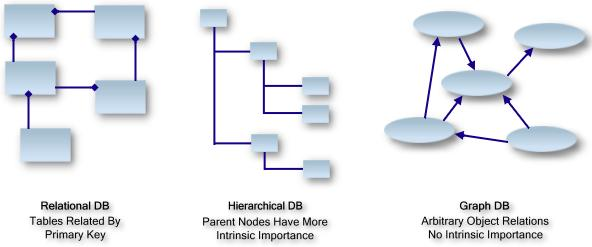 Relational DB
Tables Related By
Primary Key
Hierarchical DB
Parent Nodes Have More
Intrinsic Importance
Graph DB
Arbitrary Object Relations
No Intrinsic Importance